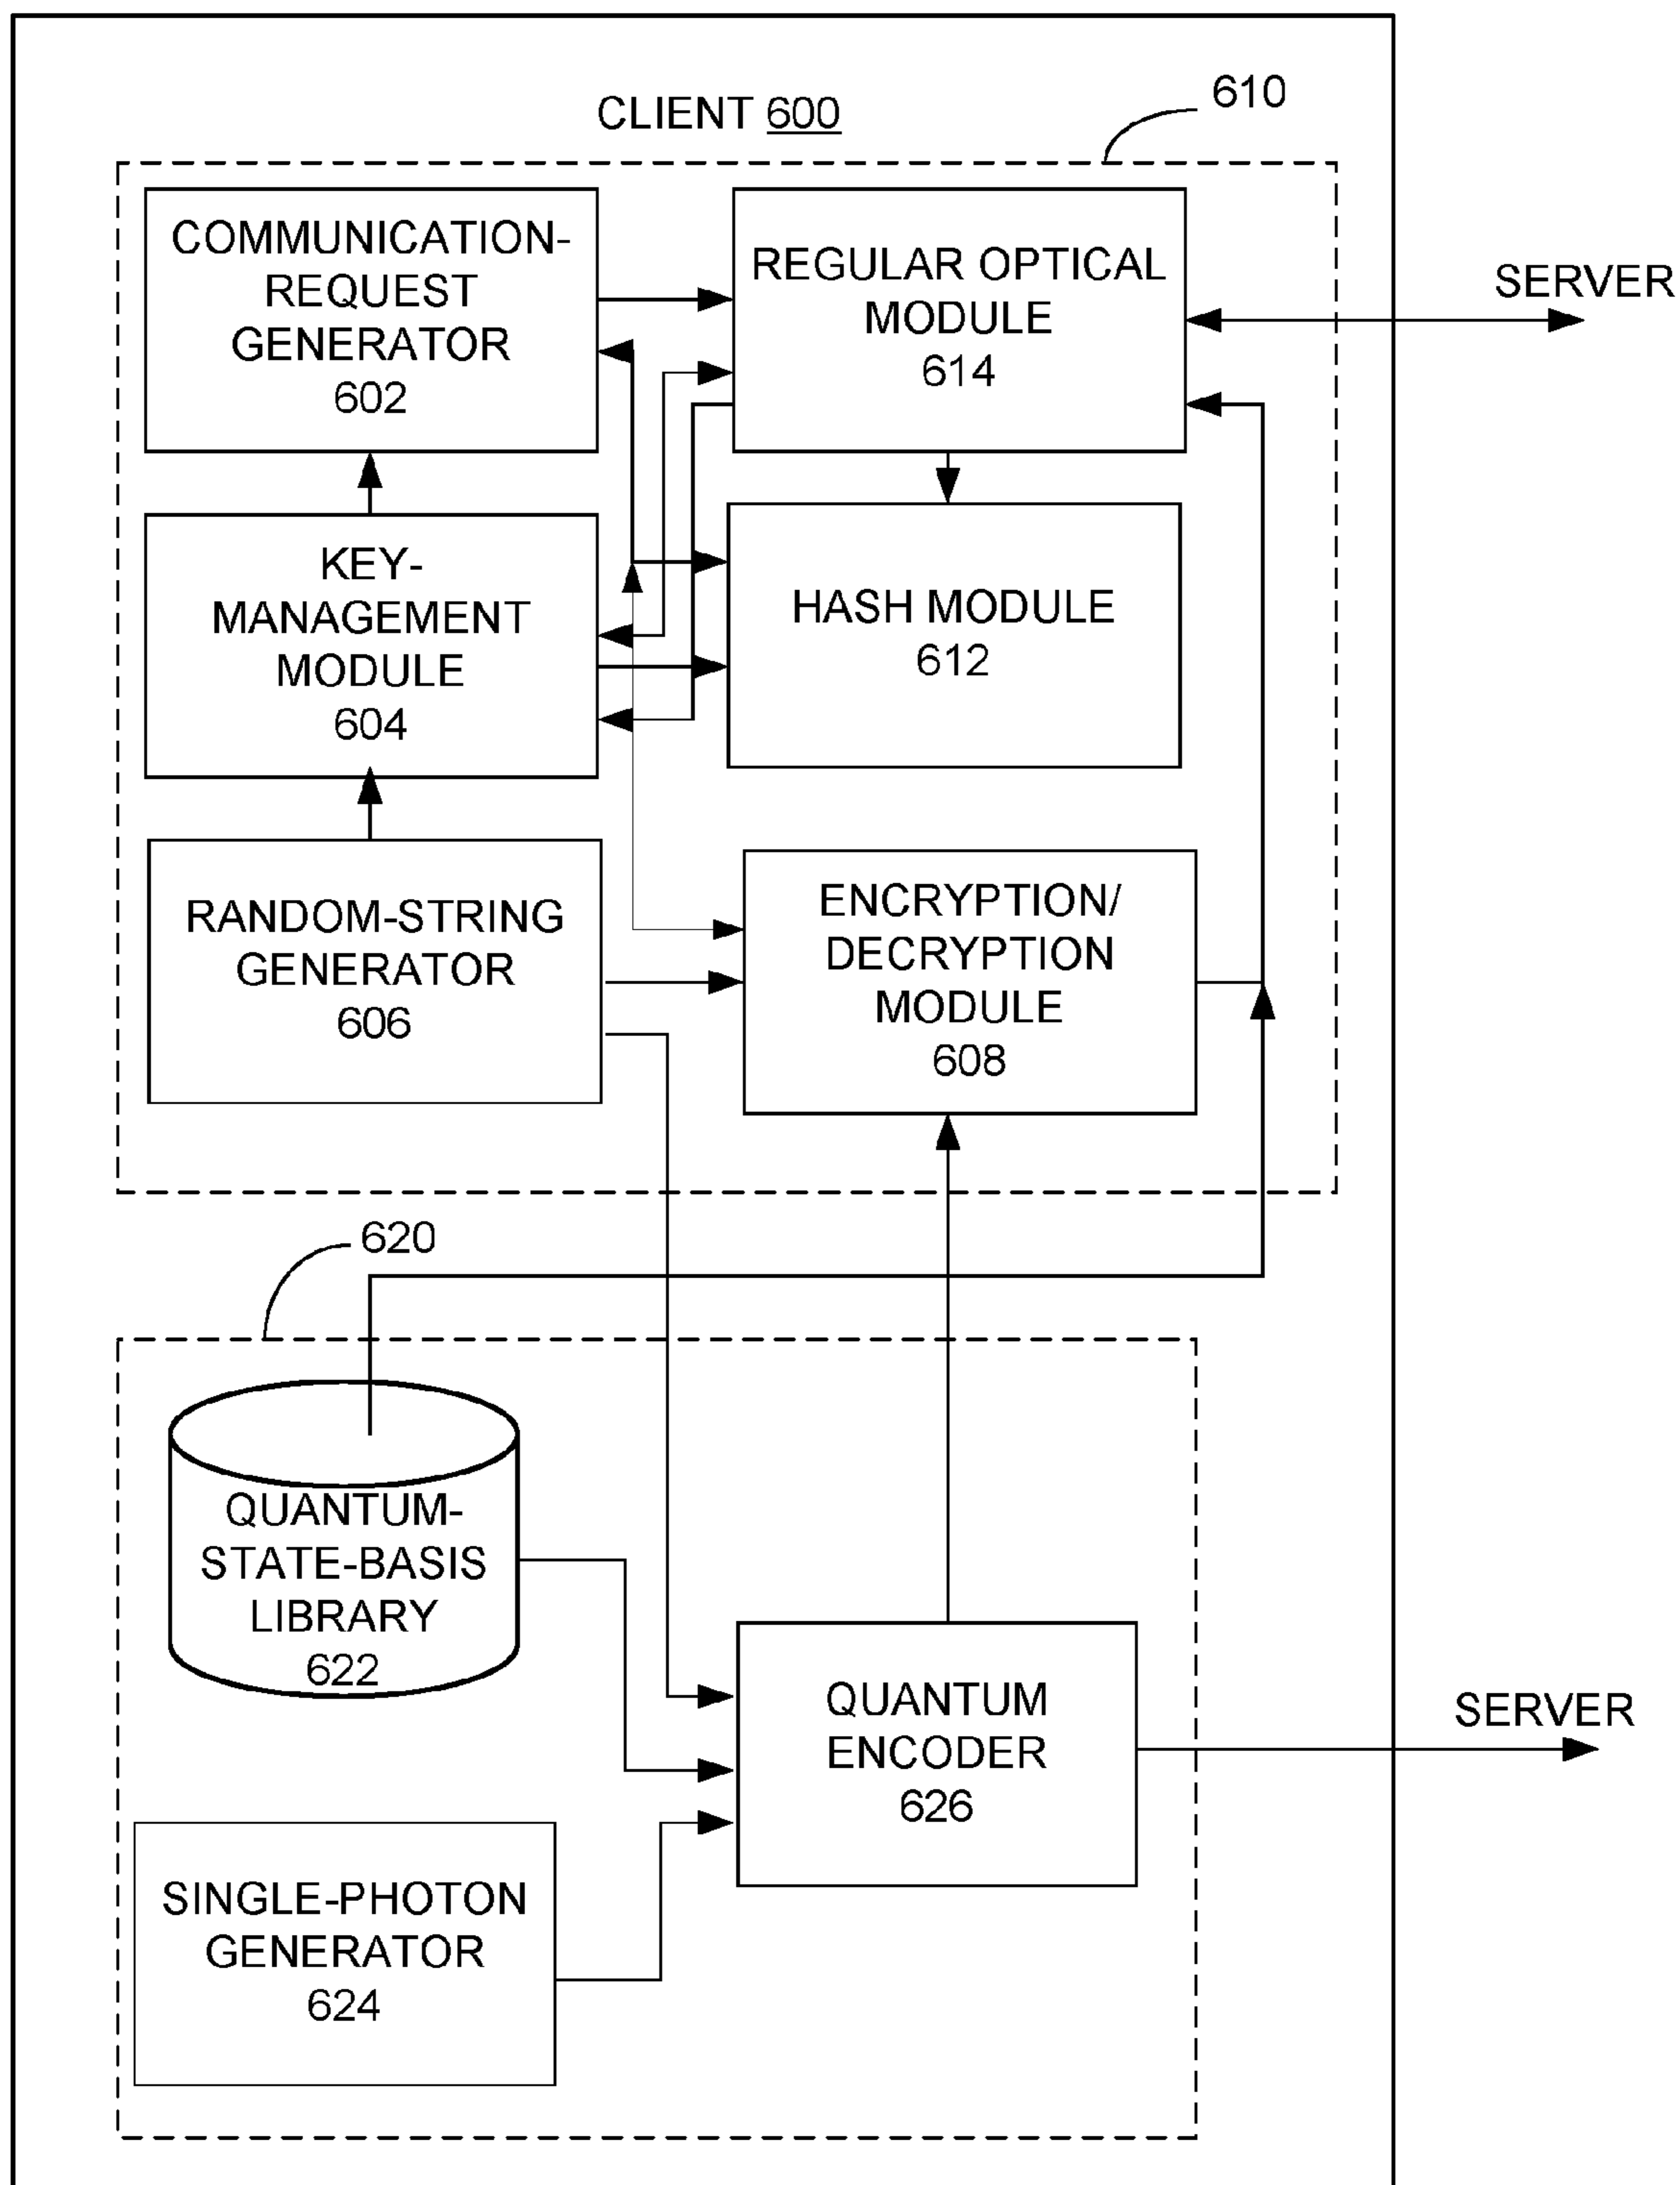 CLIENT 600
610
COMMUNICATION-
REQUEST
GENERATOR
602
REGULAR OPTICAL
MODULE
614
SERVER
KEY-
MANAGEMENT
MODULE
604
HASH MODULE
612
RANDOM-STRING
GENERATOR
606
ENCRYPTION/
DECRYPTION
MODULE
608
620
QUANTUM-
STATE-BASIS
LIBRARY
622
QUANTUM
ENCODER
626
SERVER
SINGLE-PHOTON
GENERATOR
624